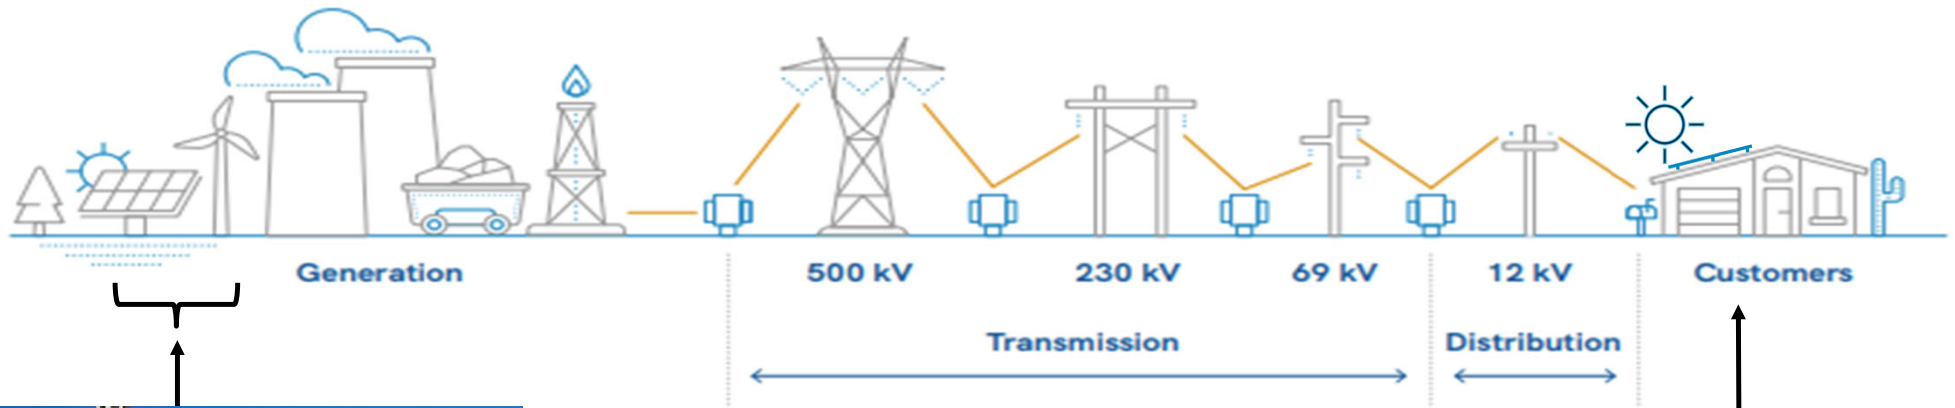 Generation
500 kV
230 kV
69 kV
12 kV
Customers
Transmission
Distribution